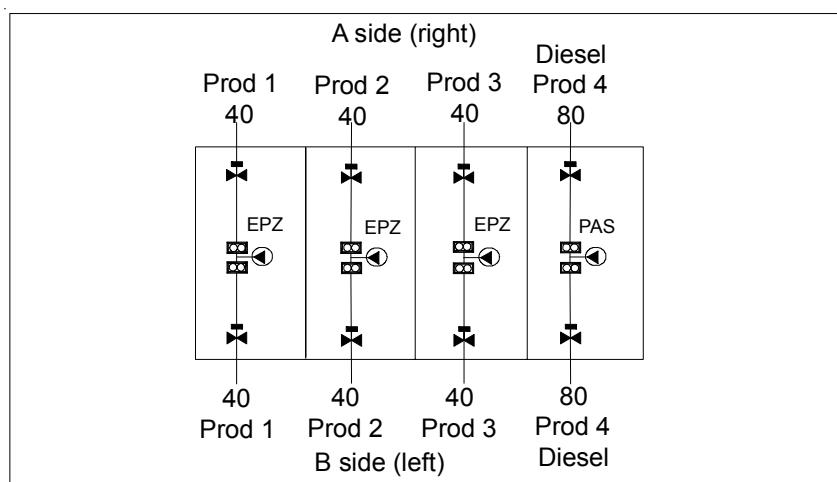 A side (right)
Prod 1
40
Prod 2
40
Prod 3
40
Diesel
Prod 4
80
EPZ
EPZ
EPZ
PAS
40
Prod 1
40
Prod 2
40
Prod 3
80
Prod 4
Diesel
B side (left)